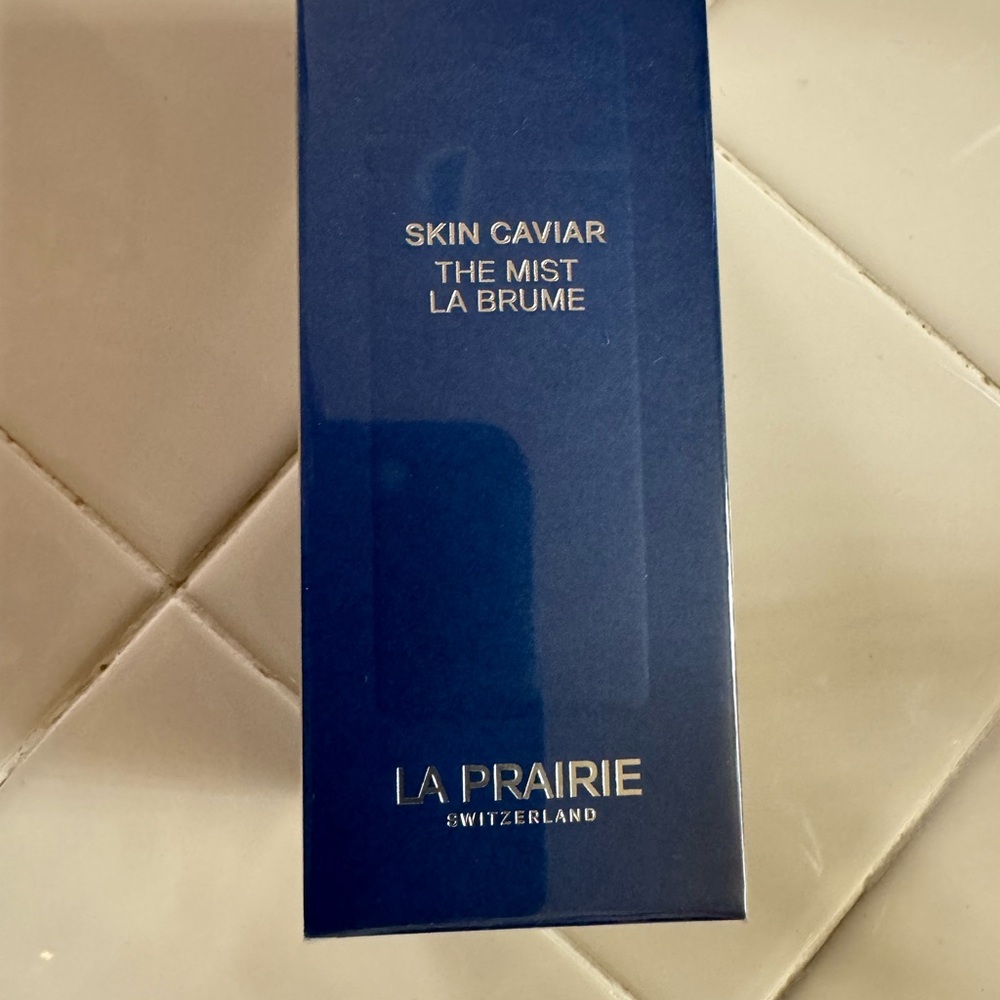 SKIN CAVIAR
THE MIST
LA BRUME
LA PRAIRIE
SWITZERLAND